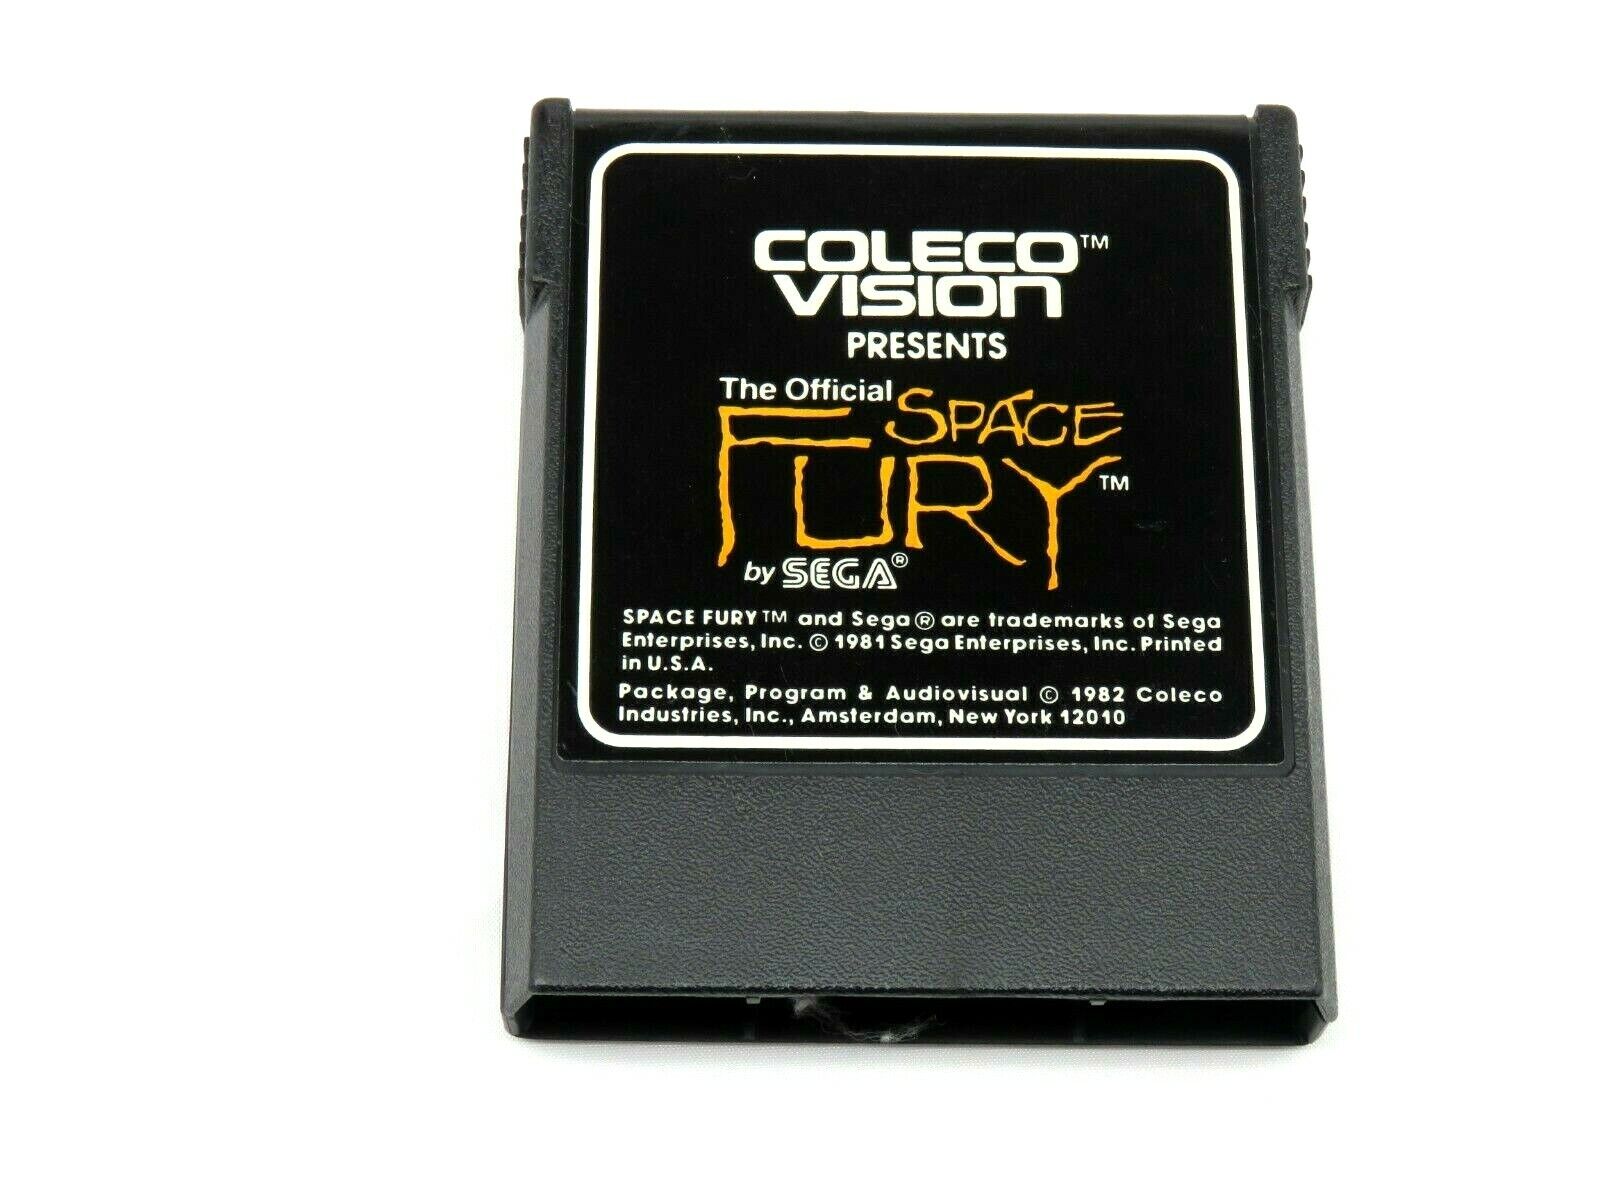 COLECO™
VISION
PRESENTS
The Official SPACE
FURY™
by SEGA®
SPACE FURY™ and Sega® are trademarks of Sega
Enterprises, Inc. © 1981 Sega Enterprises, Inc. Printed
in U.S.A.
Package, Program & Audiovisual © 1982 Coleco
Industries, Inc., Amsterdam, New York 12010